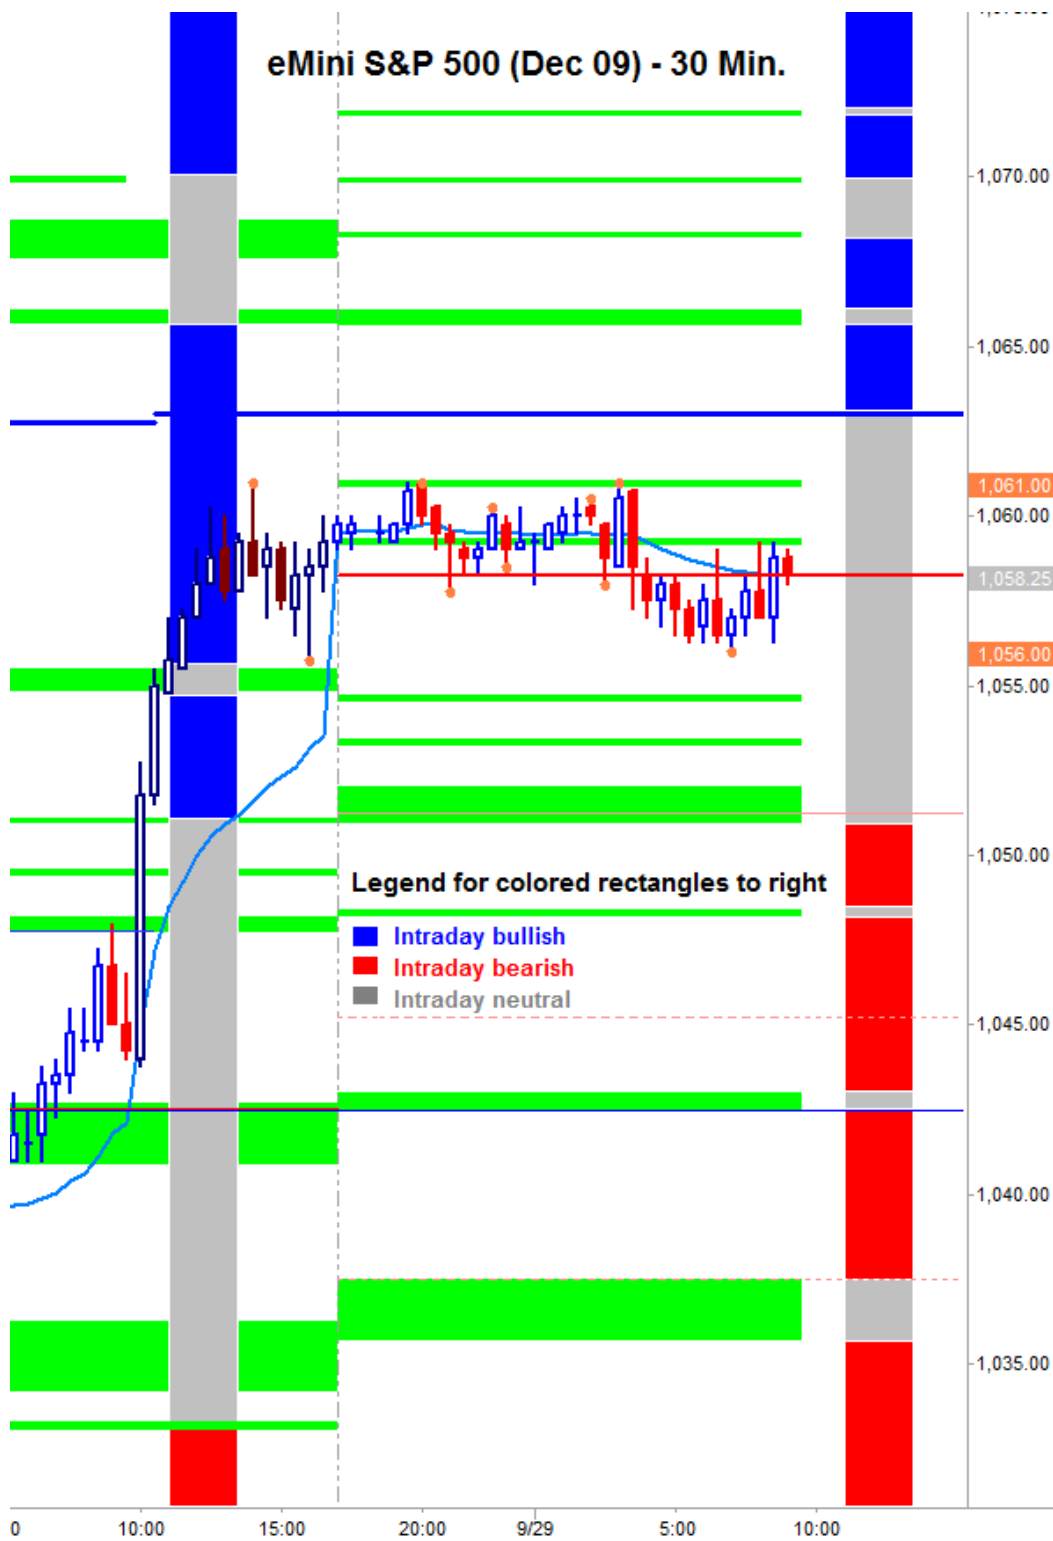 eMini S&P 500 (Dec 09) - 30 Min.
1,070.00
1,065.00
1,061.00
1,060.00
1,058.25
1,056.00
1,055.00
1,050.00
Legend for colored rectangles to right
Intraday bullish
Intraday bearish
Intraday neutral
1,045.00
1,040.00
1,035.00
0 10:00 15:00 20:00 9/29 5:00 10:00